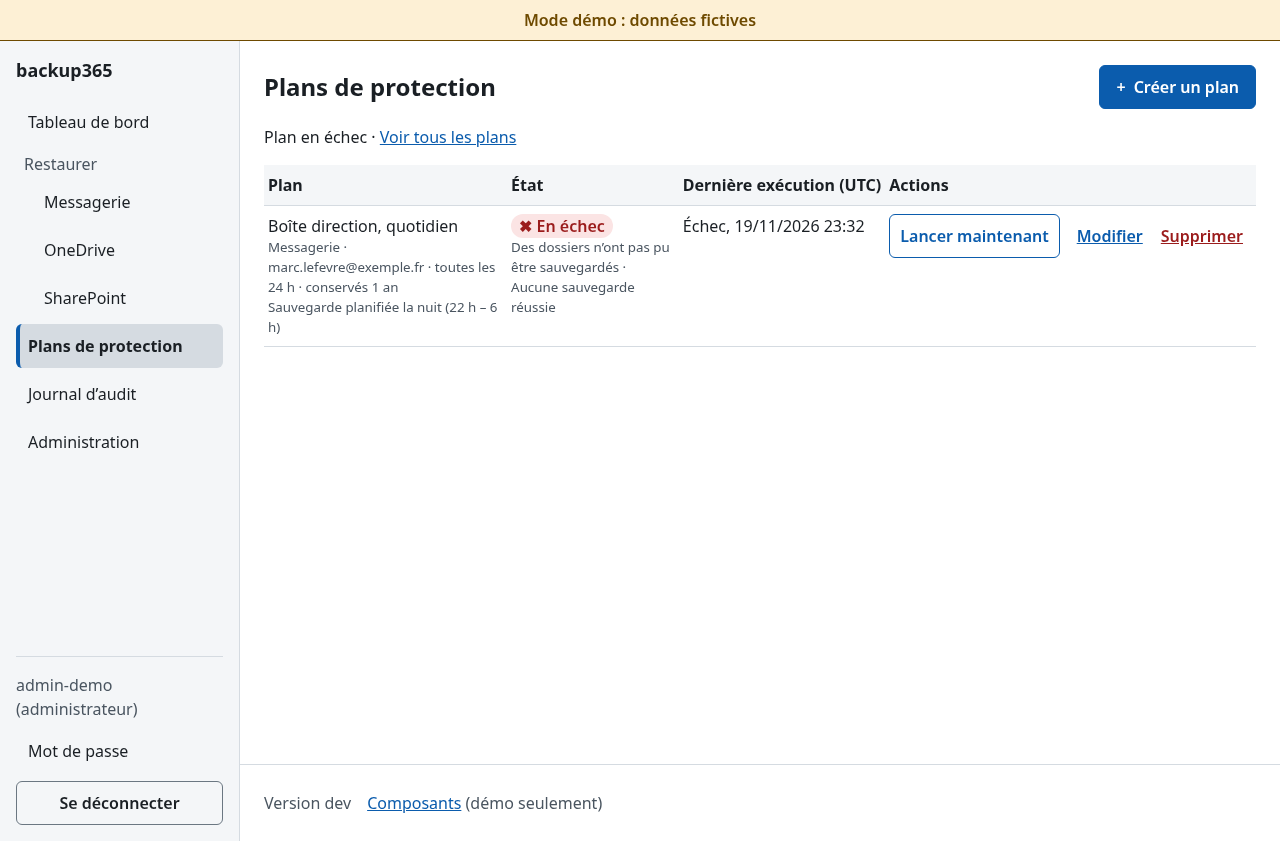 Mode démo : données fictives
backup365
Tableau de bord
Restaurer
Messagerie
OneDrive
SharePoint
Plans de protection
Journal d’audit
Administration
admin-demo
(administrateur)
Mot de passe
Se déconnecter
Plans de protection
+ Créer un plan
Plan en échec · Voir tous les plans
Plan État Dernière exécution (UTC) Actions
Boîte direction, quotidien
Messagerie ·
marc.lefevre@exemple.fr · toutes les
24 h · conservés 1 an
Sauvegarde planifiée la nuit (22 h – 6
h)
✖ En échec
Des dossiers n’ont pas pu
être sauvegardés ·
Aucune sauvegarde
réussie
Échec, 19/11/2026 23:32
Lancer maintenant Modifier Supprimer
Version dev Composants (démo seulement)